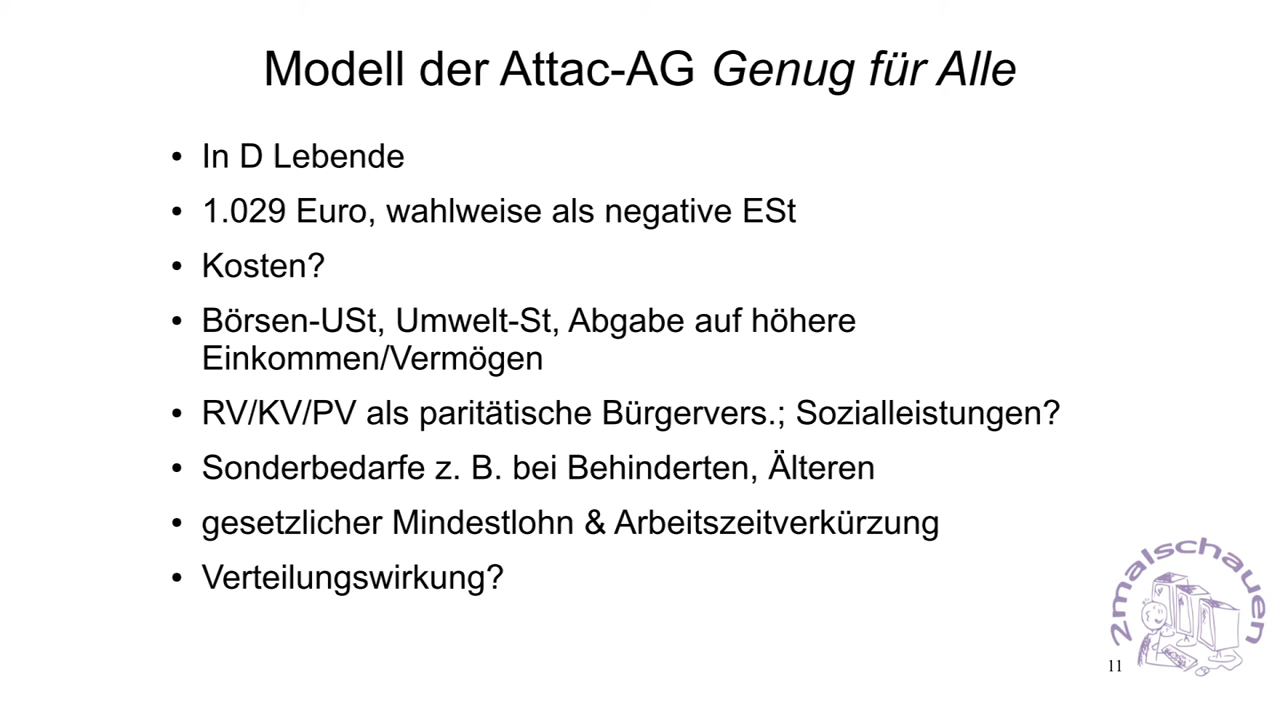 Modell der Attac-AG Genug für Alle
• In D Lebende
• 1.029 Euro, wahlweise als negative ESt
• Kosten?
• Börsen-USt, Umwelt-St, Abgabe auf höhere
Einkommen/Vermögen
• RV/KV/PV als paritätische Bürgervers.; Sozialleistungen?
• Sonderbedarfe z. B. bei Behinderten, Älteren
• gesetzlicher Mindestlohn & Arbeitszeitverkürzung
• Verteilungswirkung?
2malschauen
11